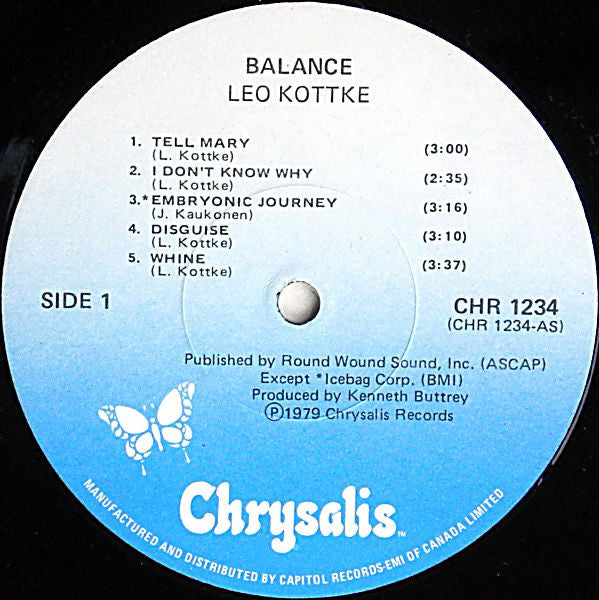 BALANCE
LEO KOTTKE
1. TELL MARY (3:00)
(L. Kottke)
2. I DON'T KNOW WHY (2:35)
(L. Kottke)
3.*EMBRYONIC JOURNEY (3:16)
(J. Kaukonen)
4. DISGUISE (3:10)
(L. Kottke)
5. WHINE (3:37)
(L. Kottke)
SIDE 1
CHR 1234
(CHR 1234-AS)
Published by Round Wound Sound, Inc. (ASCAP)
Except *Icebag Corp. (BMI)
Produced by Kenneth Buttrey
Ⓟ1979 Chrysalis Records
Chrysalis™
MANUFACTURED AND DISTRIBUTED BY CAPITOL RECORDS-EMI OF CANADA LIMITED